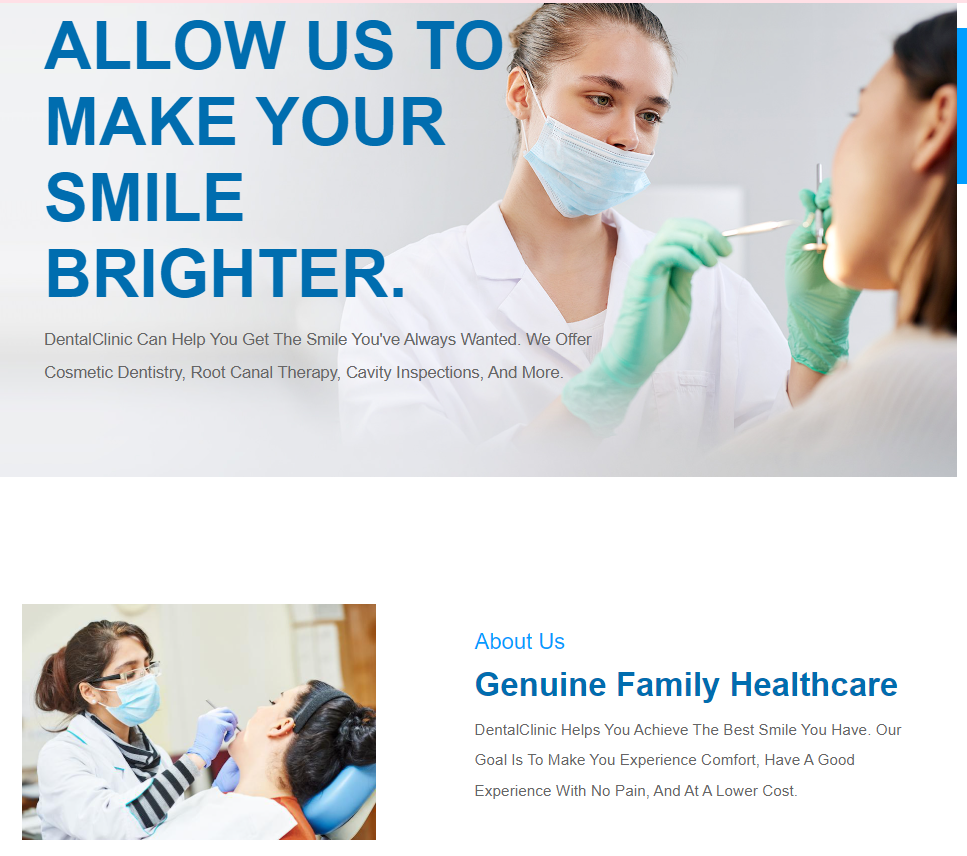 ALLOW US TO
MAKE YOUR
SMILE
BRIGHTER.
DentalClinic Can Help You Get The Smile You've Always Wanted. We Offer
Cosmetic Dentistry, Root Canal Therapy, Cavity Inspections, And More.
About Us
Genuine Family Healthcare
DentalClinic Helps You Achieve The Best Smile You Have. Our
Goal Is To Make You Experience Comfort, Have A Good
Experience With No Pain, And At A Lower Cost.